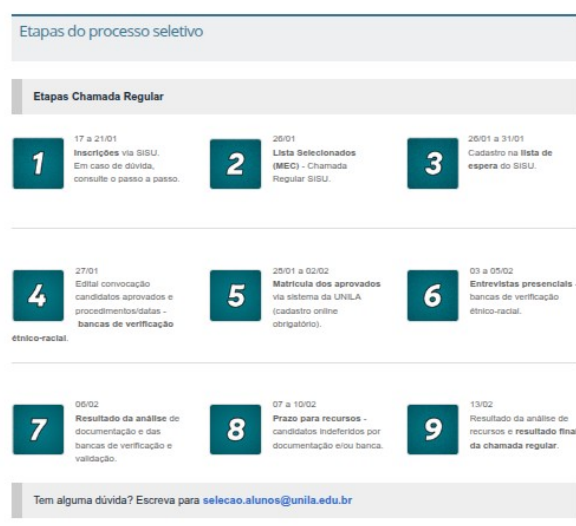 Etapas do processo seletivo
Etapas Chamada Regular
1
17 a 21/01
Inscrições via SISU.
Em caso de dúvida,
consulte o passo a passo.
2
26/01
Lista Selecionados
(MEC) - Chamada
Regular SISU.
3
26/01 a 31/01
Cadastro na lista de
espera do SISU.
4
27/01
Edital convocação
candidatos aprovados e
procedimentos/datas -
bancas de verificação
étnico-racial.
5
28/01 a 02/02
Matrícula dos aprovados
via sistema da UNILA
(cadastro online
obrigatório).
6
03 a 05/02
Entrevistas presenciais -
bancas de verificação
étnico-racial.
7
06/02
Resultado da análise de
documentação e das
bancas de verificação e
validação.
8
07 a 10/02
Prazo para recursos -
candidatos indeferidos por
documentação e/ou banca.
9
13/02
Resultado da análise de
recursos e resultado final
da chamada regular.
Tem alguma dúvida? Escreva para selecao.alunos@unila.edu.br